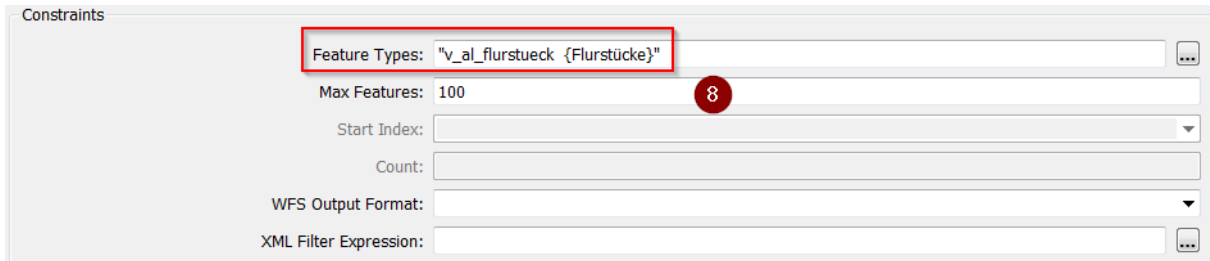 Constraints
Feature Types: "v_al_flurstueck {Flurstücke}" ...
Max Features: 100 8
Start Index:
Count:
WFS Output Format:
XML Filter Expression: ...